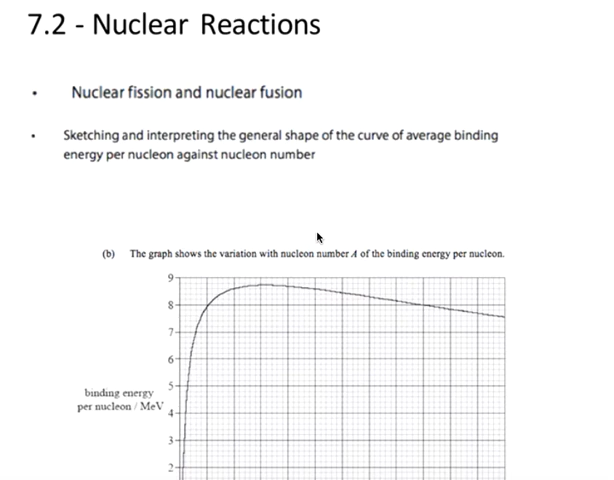 7.2 - Nuclear Reactions
• Nuclear fission and nuclear fusion
• Sketching and interpreting the general shape of the curve of average binding
energy per nucleon against nucleon number
(b) The graph shows the variation with nucleon number A of the binding energy per nucleon.
9
8
7
6
5
binding energy
per nucleon / MeV
4
3
2